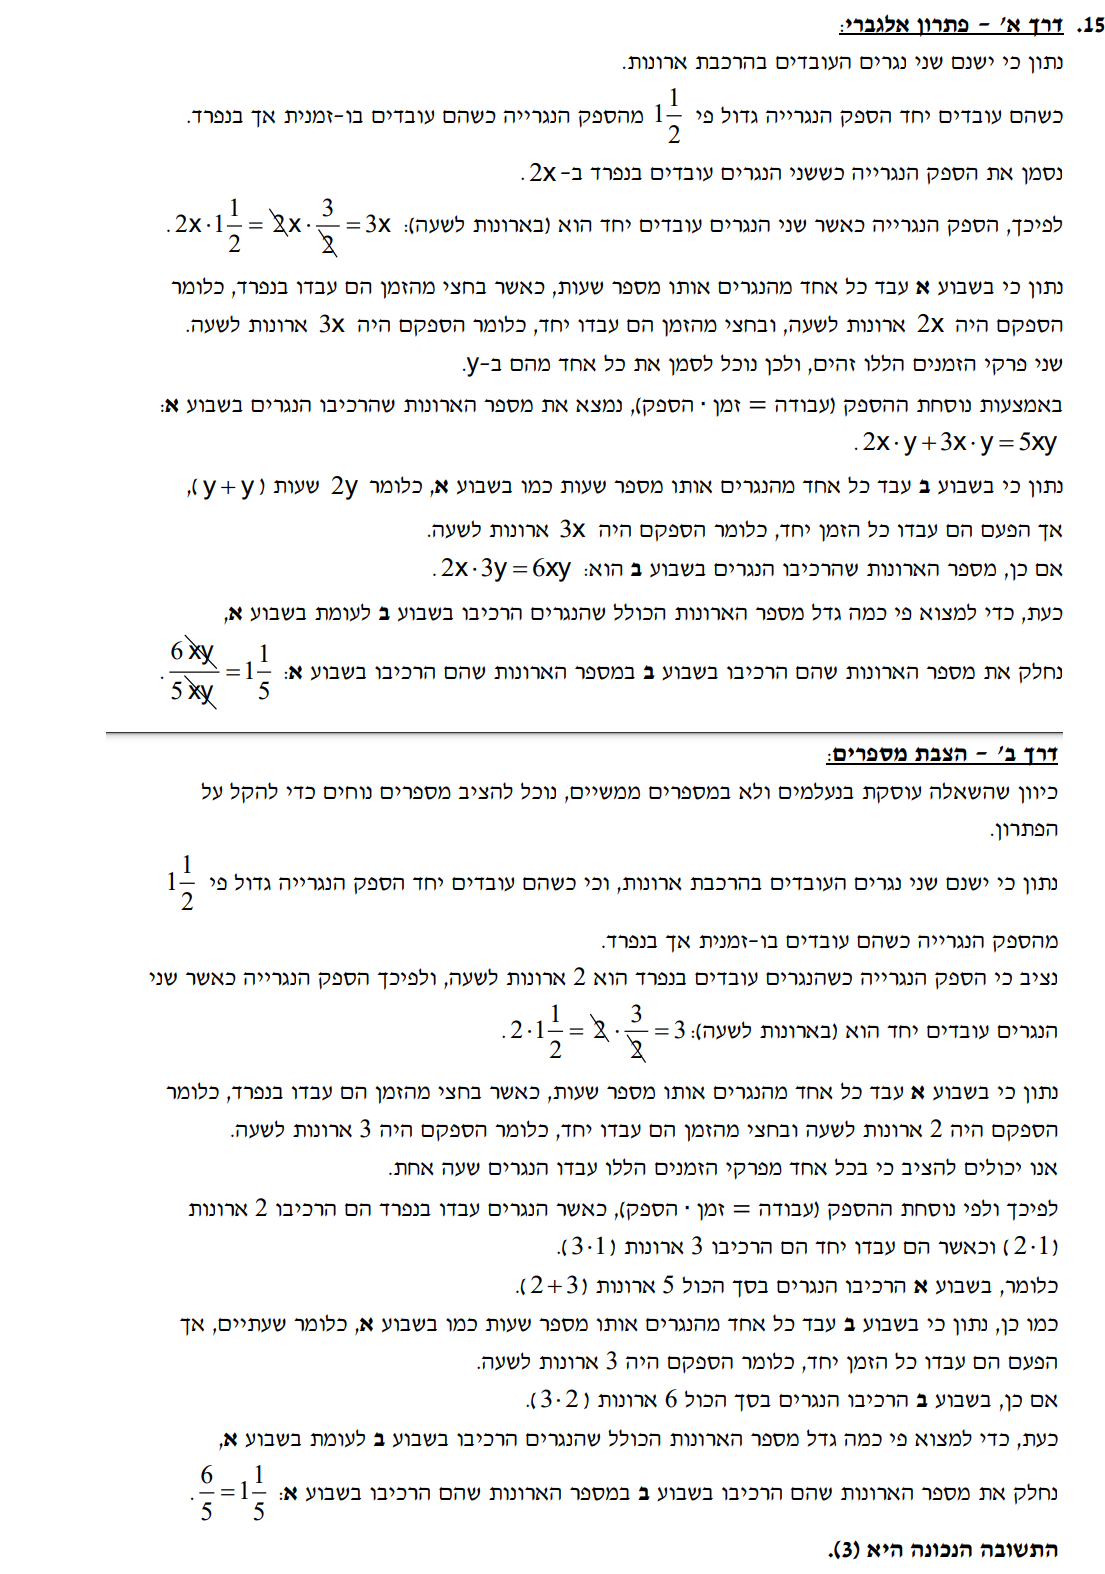 15. דרך א' – פתרון אלגברי:
נתון כי ישנם שני נגרים העובדים בהרכבת ארונות.
כשהם עובדים יחד הספק הנגרייה גדול פי 1 1/2 מהספק הנגרייה כשהם עובדים בו-זמנית אך בנפרד.
נסמן את הספק הנגרייה כששני הנגרים עובדים בנפרד ב-2x.
לפיכך, הספק הנגרייה כאשר שני הנגרים עובדים יחד הוא (בארונות לשעה): 2x · 1 1/2 = 2x · 3/2 = 3x.
נתון כי בשבוע א עבד כל אחד מהנגרים אותו מספר שעות, כאשר בחצי מהזמן הם עבדו בנפרד, כלומר
הספקם היה 2x ארונות לשעה, ובחצי מהזמן הם עבדו יחד, כלומר הספקם היה 3x ארונות לשעה.
שני פרקי הזמנים הללו זהים, ולכן נוכל לסמן את כל אחד מהם ב-y.
באמצעות נוסחת ההספק (עבודה = זמן · הספק), נמצא את מספר הארונות שהרכיבו הנגרים בשבוע א:
2x · y + 3x · y = 5xy.
נתון כי בשבוע ב עבד כל אחד מהנגרים אותו מספר שעות כמו בשבוע א, כלומר 2y שעות (y + y),
אך הפעם הם עבדו כל הזמן יחד, כלומר הספקם היה 3x ארונות לשעה.
אם כן, מספר הארונות שהרכיבו הנגרים בשבוע ב הוא: 2x · 3y = 6xy.
כעת, כדי למצוא פי כמה גדל מספר הארונות הכולל שהנגרים הרכיבו בשבוע ב לעומת בשבוע א,
נחלק את מספר הארונות שהם הרכיבו בשבוע ב במספר הארונות שהם הרכיבו בשבוע א: 6xy/5xy = 1 1/5.
דרך ב' – הצבת מספרים:
כיוון שהשאלה עוסקת בנעלמים ולא במספרים ממשיים, נוכל להציב מספרים נוחים כדי להקל על
הפתרון.
נתון כי ישנם שני נגרים העובדים בהרכבת ארונות, וכי כשהם עובדים יחד הספק הנגרייה גדול פי 1 1/2
מהספק הנגרייה כשהם עובדים בו-זמנית אך בנפרד.
נציב כי הספק הנגרייה כשהנגרים עובדים בנפרד הוא 2 ארונות לשעה, ולפיכך הספק הנגרייה כאשר שני
הנגרים עובדים יחד הוא (בארונות לשעה): 2 · 1 1/2 = 2 · 3/2 = 3.
נתון כי בשבוע א עבד כל אחד מהנגרים אותו מספר שעות, כאשר בחצי מהזמן הם עבדו בנפרד, כלומר
הספקם היה 2 ארונות לשעה ובחצי מהזמן הם עבדו יחד, כלומר הספקם היה 3 ארונות לשעה.
אנו יכולים להציב כי בכל אחד מפרקי הזמנים הללו עבדו הנגרים שעה אחת.
לפיכך ולפי נוסחת ההספק (עבודה = זמן · הספק), כאשר הנגרים עבדו בנפרד הם הרכיבו 2 ארונות
(2·1) וכאשר הם עבדו יחד הם הרכיבו 3 ארונות (3·1).
כלומר, בשבוע א הרכיבו הנגרים בסך הכול 5 ארונות (2+3).
כמו כן, נתון כי בשבוע ב עבד כל אחד מהנגרים אותו מספר שעות כמו בשבוע א, כלומר שעתיים, אך
הפעם הם עבדו כל הזמן יחד, כלומר הספקם היה 3 ארונות לשעה.
אם כן, בשבוע ב הרכיבו הנגרים בסך הכול 6 ארונות (3·2).
כעת, כדי למצוא פי כמה גדל מספר הארונות הכולל שהנגרים הרכיבו בשבוע ב לעומת בשבוע א,
נחלק את מספר הארונות שהם הרכיבו בשבוע ב במספר הארונות שהם הרכיבו בשבוע א: 6/5 = 1 1/5.
התשובה הנכונה היא (3).